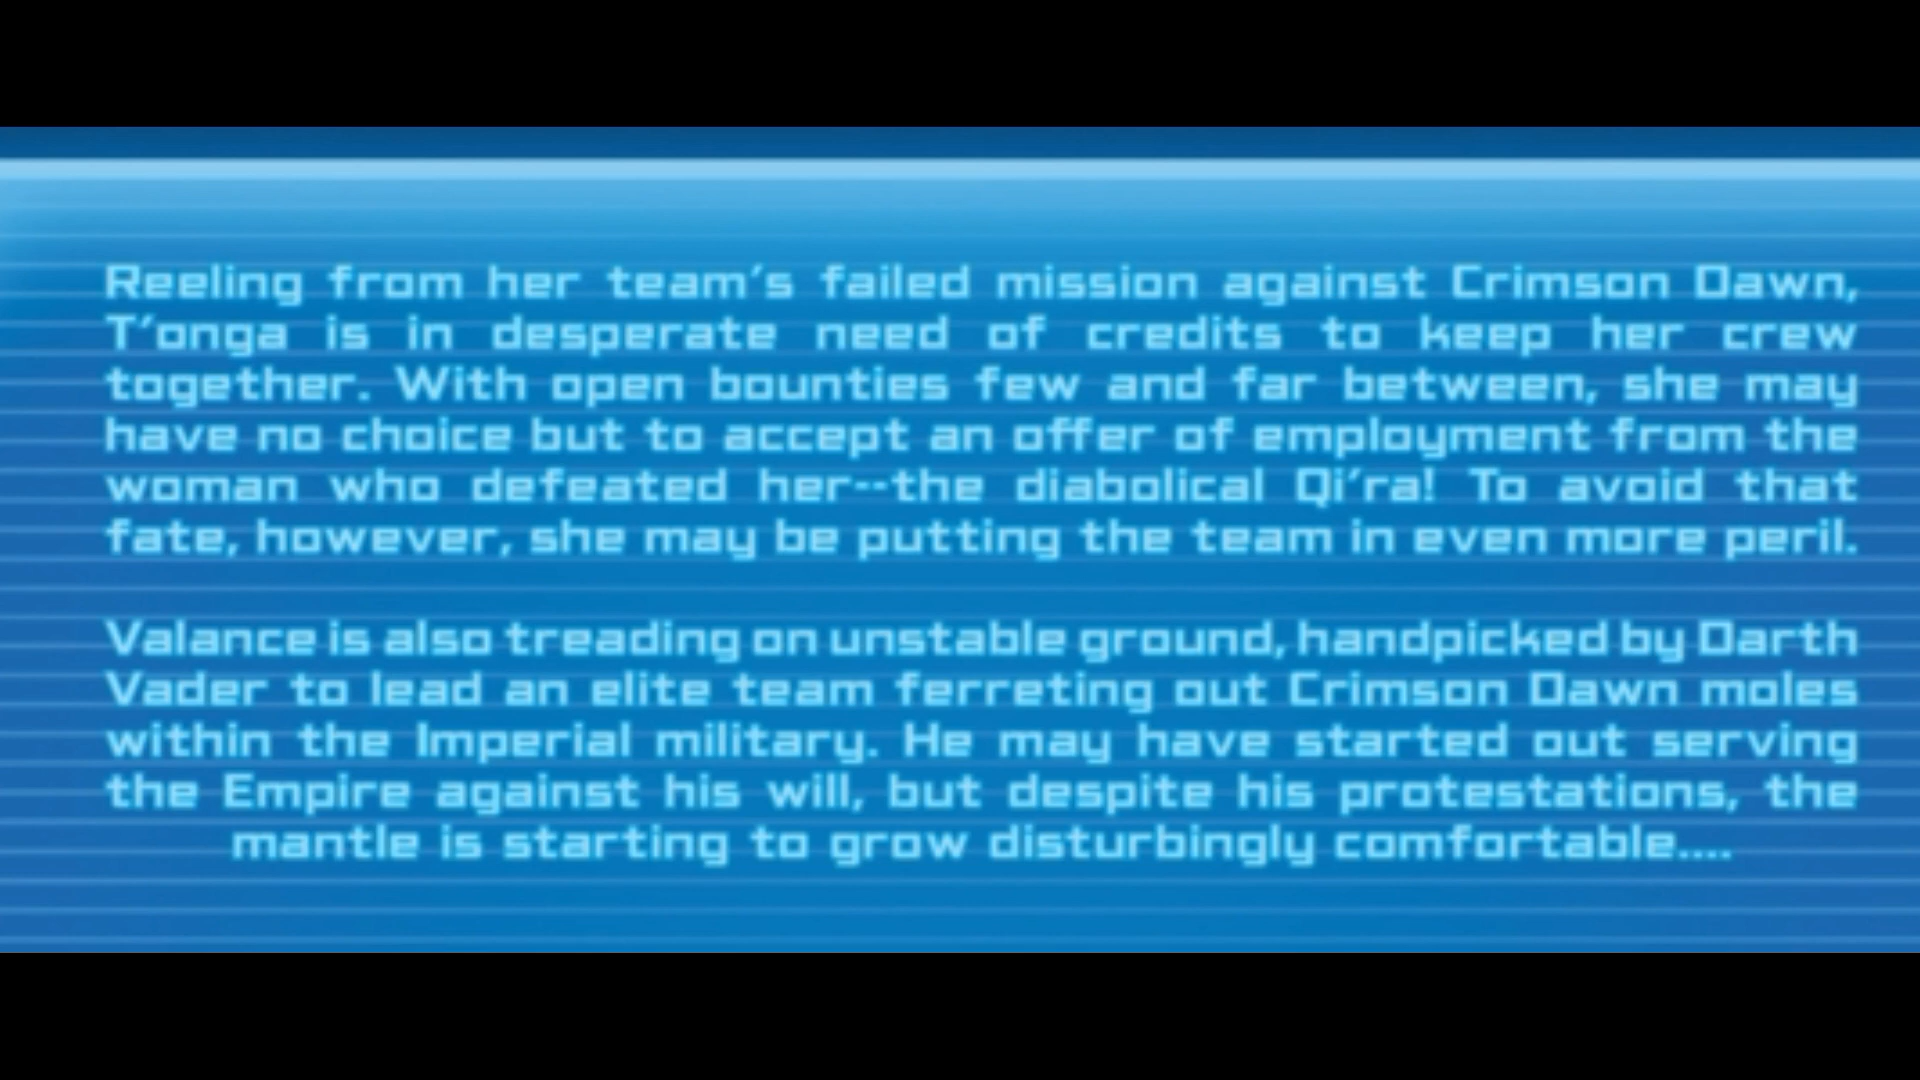 Reeling from her team's failed mission against Crimson Dawn,
T'onga is in desperate need of credits to keep her crew
together. With open bounties few and far between, she may
have no choice but to accept an offer of employment from the
woman who defeated her--the diabolical Qi'ra! To avoid that
fate, however, she may be putting the team in even more peril.
Valance is also treading on unstable ground, handpicked by Darth
Vader to lead an elite team ferreting out Crimson Dawn moles
within the Imperial military. He may have started out serving
the Empire against his will, but despite his protestations, the
mantle is starting to grow disturbingly comfortable....